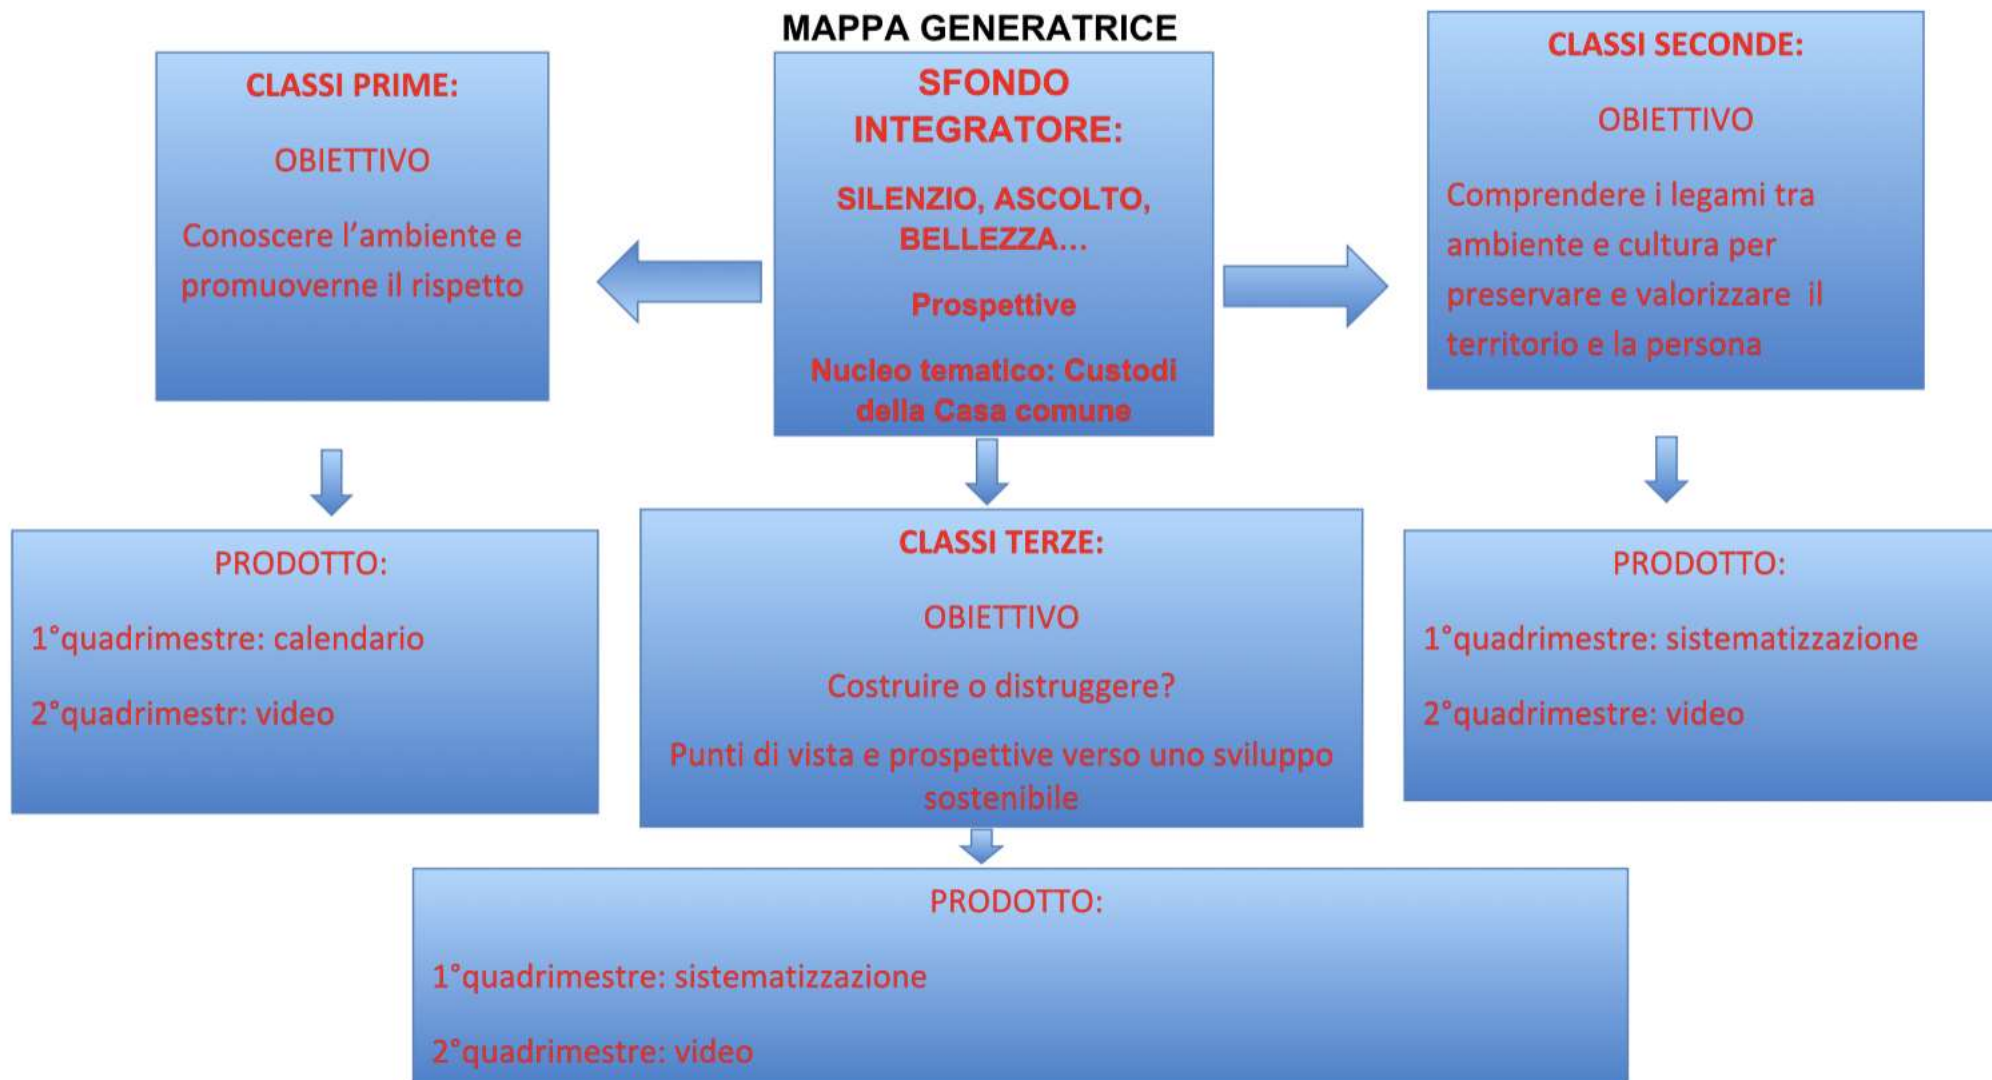 MAPPA GENERATRICE
CLASSI PRIME:
OBIETTIVO
Conoscere l’ambiente e
promuoverne il rispetto
SFONDO
INTEGRATORE:
SILENZIO, ASCOLTO,
BELLEZZA…
Prospettive
Nucleo tematico: Custodi
della Casa comune
CLASSI SECONDE:
OBIETTIVO
Comprendere i legami tra
ambiente e cultura per
preservare e valorizzare  il
territorio e la persona
PRODOTTO:
1°quadrimestre: calendario
2°quadrimestr: video
CLASSI TERZE:
OBIETTIVO
Costruire o distruggere?
Punti di vista e prospettive verso uno sviluppo
sostenibile
PRODOTTO:
1°quadrimestre: sistematizzazione
2°quadrimestre: video
PRODOTTO:
1°quadrimestre: sistematizzazione
2°quadrimestre: video